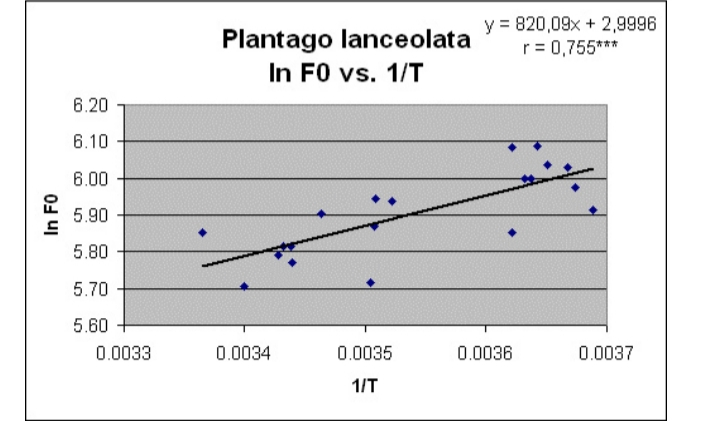 Plantago lanceolata
ln F0 vs. 1/T
y = 820,09x + 2,9996
r = 0,755***
6.20
6.10
6.00
5.90
5.80
5.70
5.60
ln F0
0.0033 0.0034 0.0035 0.0036 0.0037
1/T